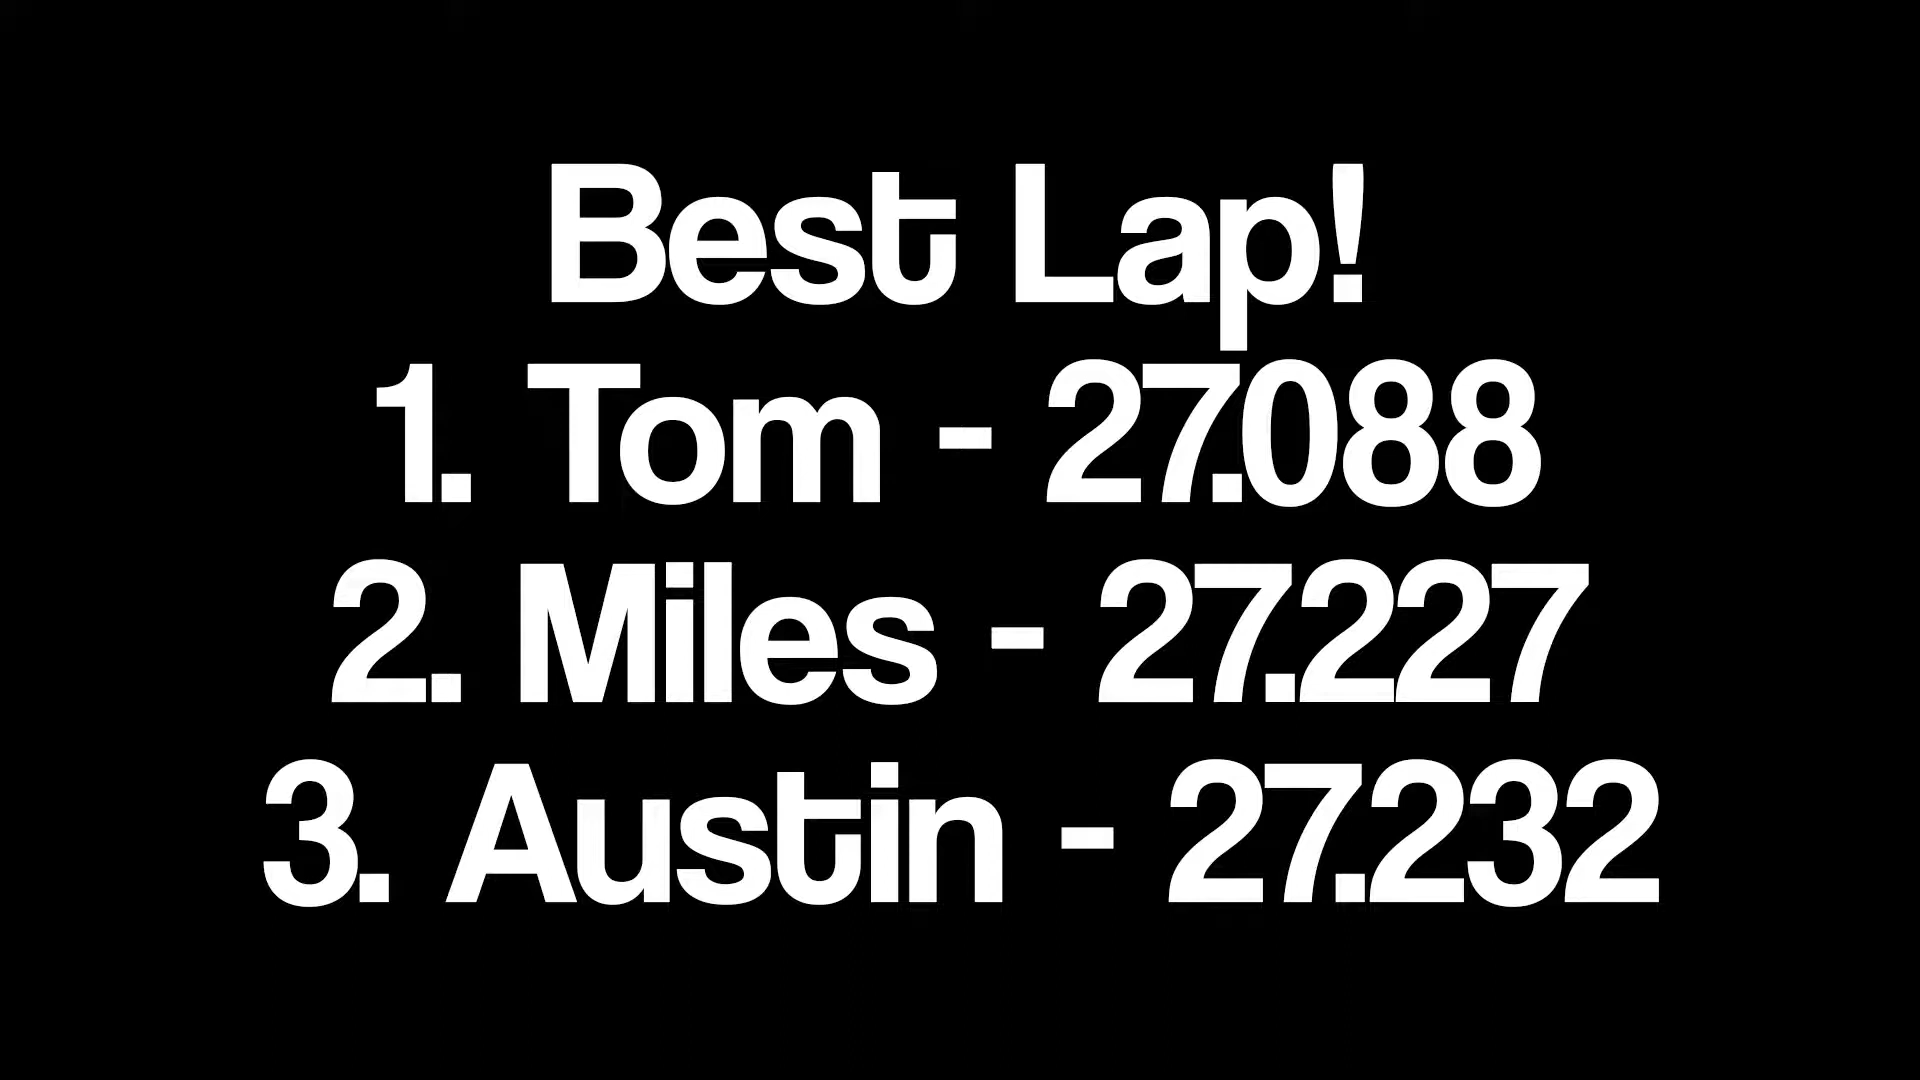 Best Lap!
1. Tom - 27.088
2. Miles - 27.227
3. Austin - 27.232